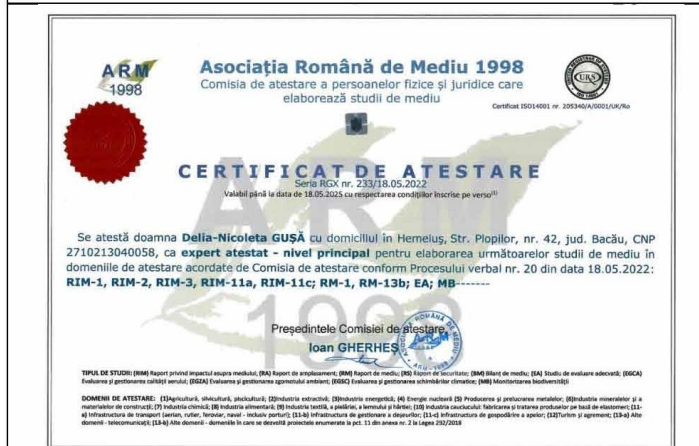 ARM
1998
Asociația Română de Mediu 1998
Comisia de atestare a persoanelor fizice și juridice care
elaborează studii de mediu
URS
Certificat ISO14001 nr. 205340/A/0001/UK/Ro
CERTIFICAT DE ATESTARE
Seria RGX nr. 233/18.05.2022
Valabil până la data de 18.05.2025 cu respectarea condițiilor înscrise pe verso(1)
Se atestă doamna Delia-Nicoleta GUȘĂ cu domiciliul în Hemeiuș, Str. Plopilor, nr. 42, jud. Bacău, CNP
2710213040058, ca expert atestat - nivel principal pentru elaborarea următoarelor studii de mediu în
domeniile de atestare acordate de Comisia de atestare conform Procesului verbal nr. 20 din data 18.05.2022:
RIM-1, RIM-2, RIM-3, RIM-11a, RIM-11c; RM-1, RM-13b; EA; MB-------
Președintele Comisiei de atestare,
Ioan GHERHEȘ
TIPUL DE STUDII: (RIM) Raport privind impactul asupra mediului, (RA) Raport de amplasament; (RM) Raport de mediu; (RS) Raport de securitate; (BM) Bilanț de mediu; (EA) Studiu de evaluare adecvată; (EGCA)
Evaluarea și gestionarea calității aerului; (EGZA) Evaluarea și gestionarea zgomotului ambiant; (EGSC) Evaluarea și gestionarea schimbărilor climatice; (MB) Monitorizarea biodiversității
DOMENII DE ATESTARE: (1)Agricultură, silvicultură, piscicultură; (2)Industria extractivă; (3)Industria energetică; (4) Energie nucleară (5) Producerea și prelucrarea metalelor; (6)Industria mineralelor și a
materialelor de construcții; (7) Industria chimică; (8) Industria alimentară; (9) Industria textilă, a pielăriei, a lemnului și hârtiei; (10) Industria cauciucului: fabricarea și tratarea produselor pe bază de elastomeri; (11-
a) Infrastructura de transport (aerian, rutier, feroviar, naval - inclusiv porturi); (11-b) Infrastructura de gestionare a deșeurilor; (11-c) Infrastructura de gospodărire a apelor; (12)Turism și agrement; (13-a) Alte
domenii - telecomunicații; (13-b) Alte domenii - domeniile în care se dezvoltă proiectele enumerate la pct. 11 din anexa nr. 2 la Legea 292/2018